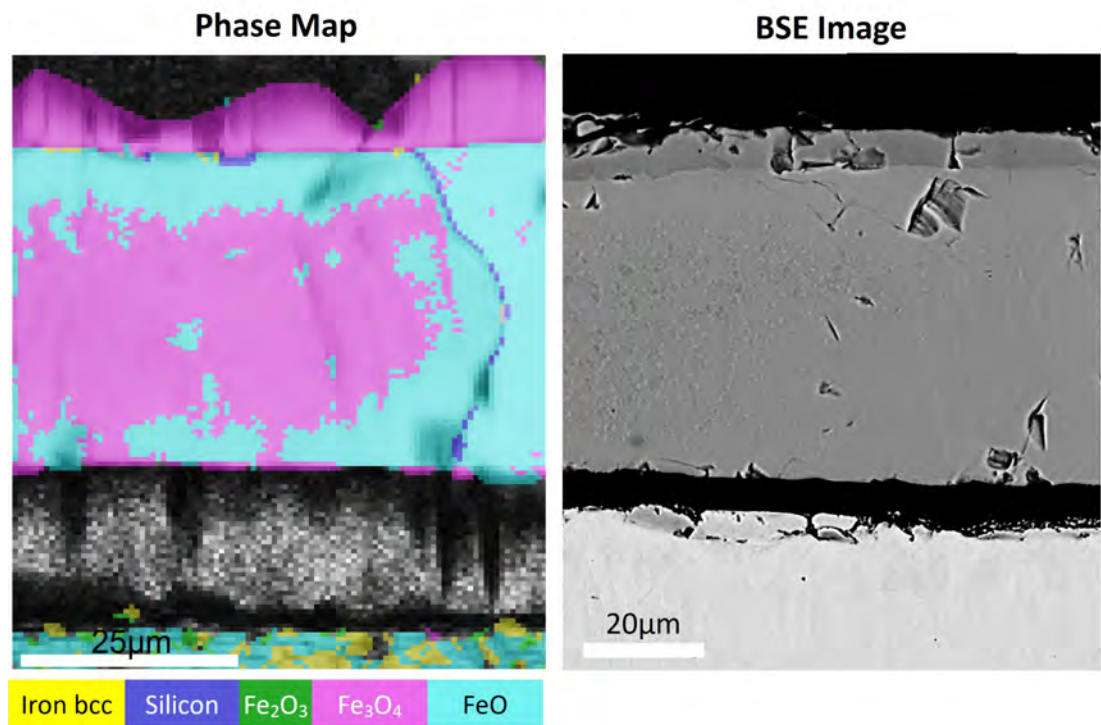 Phase Map
BSE Image
25µm
20µm
Iron bcc
Silicon
Fe₂O₃
Fe₃O₄
FeO